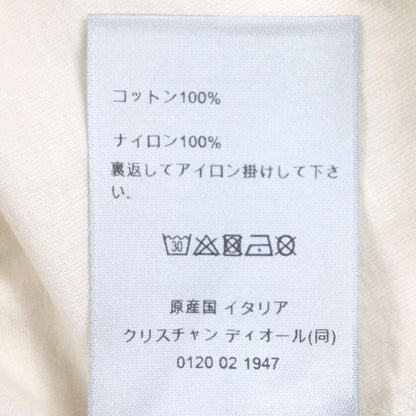 コットン100%
ナイロン100%
裏返してアイロン掛けして下さ
い。
30
原産国 イタリア
クリスチャン ディオール(同)
0120 02 1947